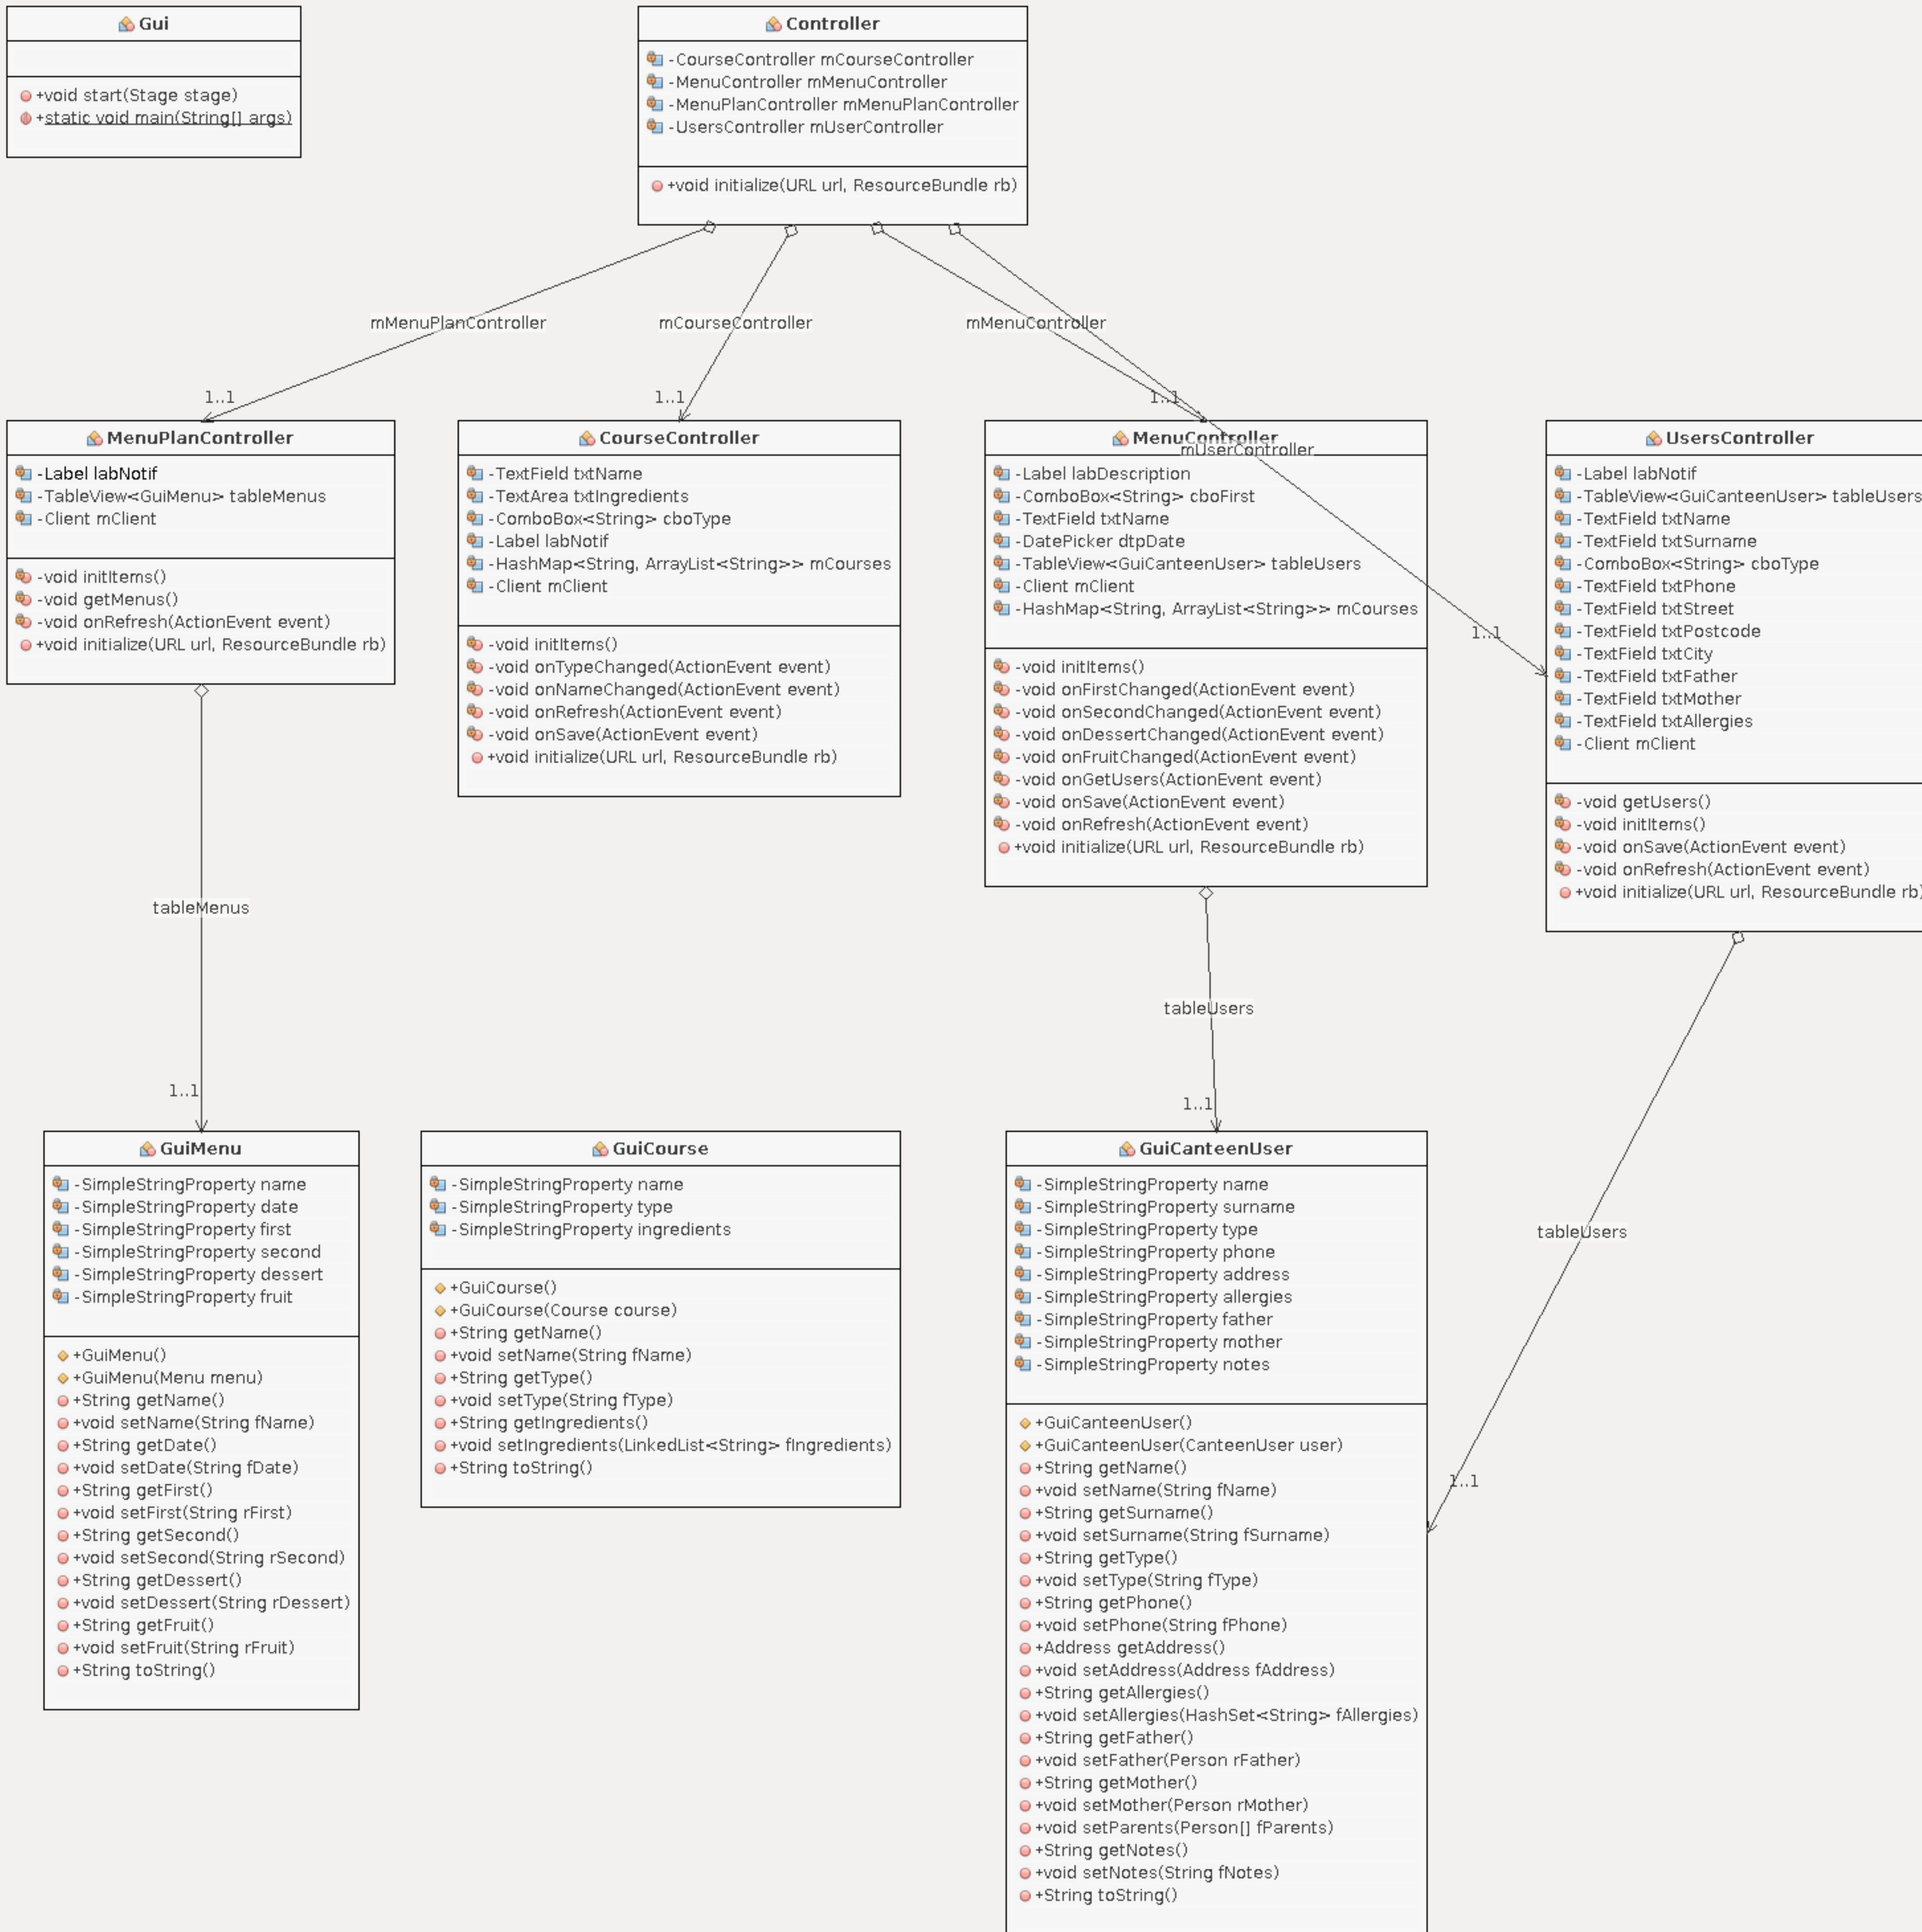 Gui
+void start(Stage stage)
+static void main(String[] args)
Controller
-CourseController mCourseController
-MenuController mMenuController
-MenuPlanController mMenuPlanController
-UsersController mUserController
+void initialize(URL url, ResourceBundle rb)
mMenuPlanController
mCourseController
mMenuController
mUserController
1..1
1..1
1..1
1..1
MenuPlanController
-Label labNotif
-TableView<GuiMenu> tableMenus
-Client mClient
-void initItems()
-void getMenus()
-void onRefresh(ActionEvent event)
+void initialize(URL url, ResourceBundle rb)
CourseController
-TextField txtName
-TextArea txtIngredients
-ComboBox<String> cboType
-Label labNotif
-HashMap<String, ArrayList<String>> mCourses
-Client mClient
-void initItems()
-void onTypeChanged(ActionEvent event)
-void onNameChanged(ActionEvent event)
-void onRefresh(ActionEvent event)
-void onSave(ActionEvent event)
+void initialize(URL url, ResourceBundle rb)
MenuController
-Label labDescription
-ComboBox<String> cboFirst
-TextField txtName
-DatePicker dtpDate
-TableView<GuiCanteenUser> tableUsers
-Client mClient
-HashMap<String, ArrayList<String>> mCourses
-void initItems()
-void onFirstChanged(ActionEvent event)
-void onSecondChanged(ActionEvent event)
-void onDessertChanged(ActionEvent event)
-void onFruitChanged(ActionEvent event)
-void onGetUsers(ActionEvent event)
-void onSave(ActionEvent event)
-void onRefresh(ActionEvent event)
+void initialize(URL url, ResourceBundle rb)
UsersController
-Label labNotif
-TableView<GuiCanteenUser> tableUsers
-TextField txtName
-TextField txtSurname
-ComboBox<String> cboType
-TextField txtPhone
-TextField txtStreet
-TextField txtPostcode
-TextField txtCity
-TextField txtFather
-TextField txtMother
-TextField txtAllergies
-Client mClient
-void getUsers()
-void initItems()
-void onSave(ActionEvent event)
-void onRefresh(ActionEvent event)
+void initialize(URL url, ResourceBundle rb)
tableMenus
1..1
tableUsers
1..1
tableUsers
1..1
GuiMenu
-SimpleStringProperty name
-SimpleStringProperty date
-SimpleStringProperty first
-SimpleStringProperty second
-SimpleStringProperty dessert
-SimpleStringProperty fruit
+GuiMenu()
+GuiMenu(Menu menu)
+String getName()
+void setName(String fName)
+String getDate()
+void setDate(String fDate)
+String getFirst()
+void setFirst(String rFirst)
+String getSecond()
+void setSecond(String rSecond)
+String getDessert()
+void setDessert(String rDessert)
+String getFruit()
+void setFruit(String rFruit)
+String toString()
GuiCourse
-SimpleStringProperty name
-SimpleStringProperty type
-SimpleStringProperty ingredients
+GuiCourse()
+GuiCourse(Course course)
+String getName()
+void setName(String fName)
+String getType()
+void setType(String fType)
+String getIngredients()
+void setIngredients(LinkedList<String> fIngredients)
+String toString()
GuiCanteenUser
-SimpleStringProperty name
-SimpleStringProperty surname
-SimpleStringProperty type
-SimpleStringProperty phone
-SimpleStringProperty address
-SimpleStringProperty allergies
-SimpleStringProperty father
-SimpleStringProperty mother
-SimpleStringProperty notes
+GuiCanteenUser()
+GuiCanteenUser(CanteenUser user)
+String getName()
+void setName(String fName)
+String getSurname()
+void setSurname(String fSurname)
+String getType()
+void setType(String fType)
+String getPhone()
+void setPhone(String fPhone)
+Address getAddress()
+void setAddress(Address fAddress)
+String getAllergies()
+void setAllergies(HashSet<String> fAllergies)
+String getFather()
+void setFather(Person rFather)
+String getMother()
+void setMother(Person rMother)
+void setParents(Person[] fParents)
+String getNotes()
+void setNotes(String fNotes)
+String toString()